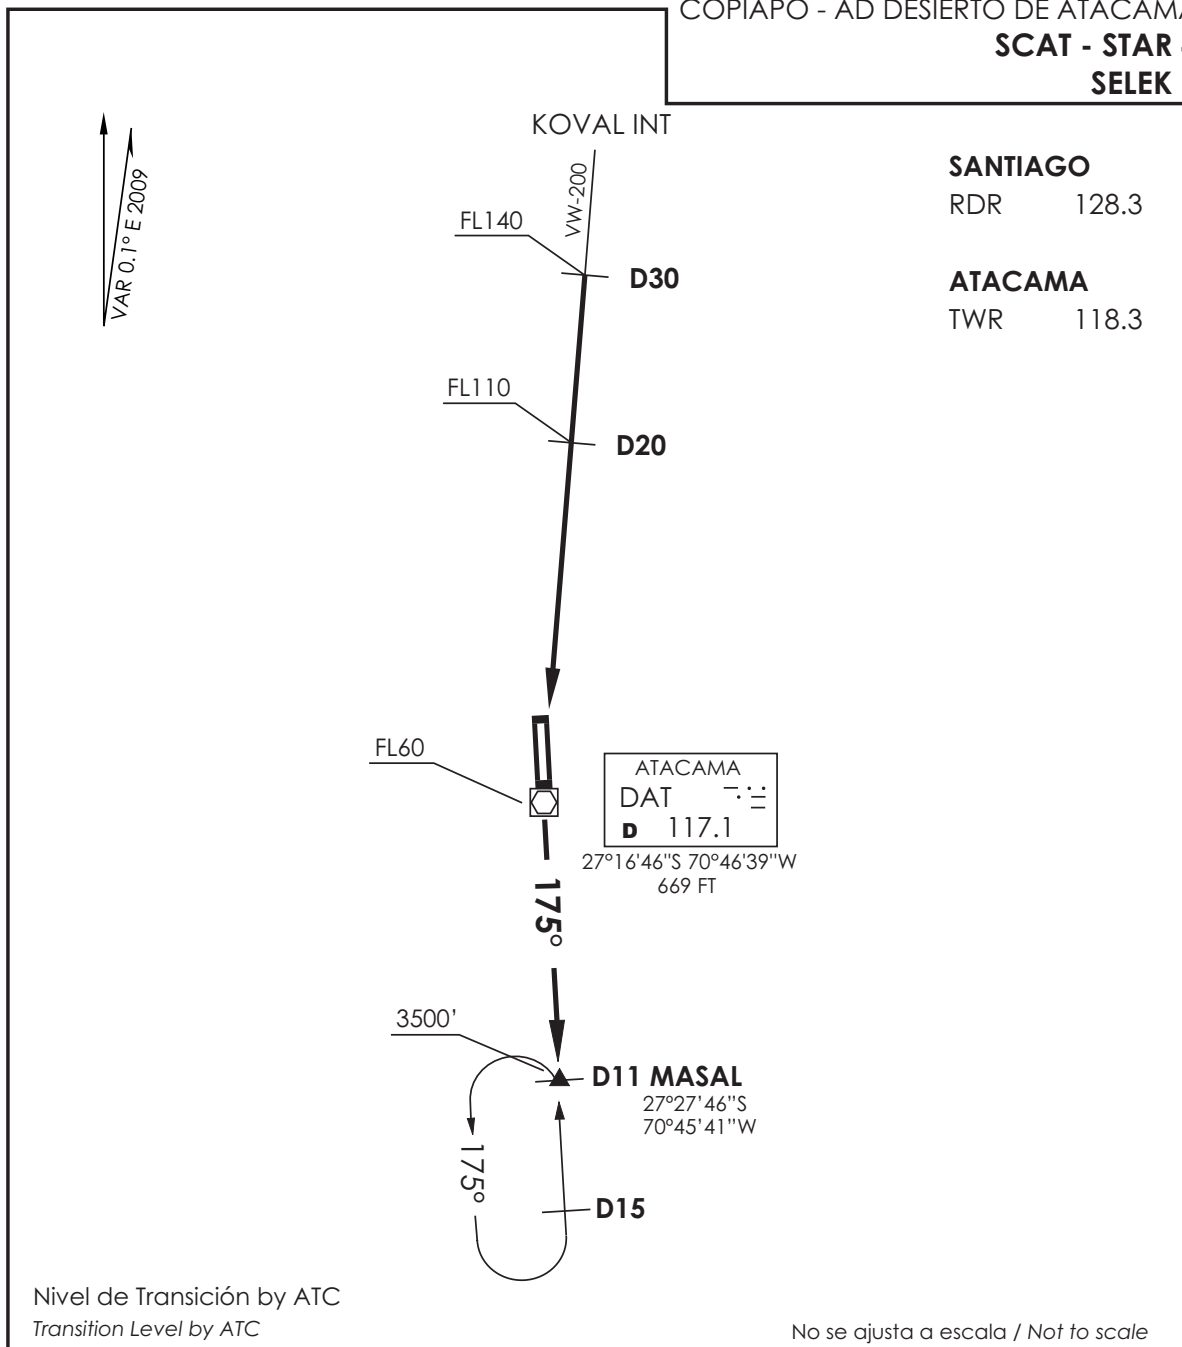 COPIAPO - AD DESIERTO DE ATACAMA
SCAT - STAR
SELEK
KOVAL INT
VAR 0.1° E 2009
VW-200
SANTIAGO
RDR 128.3
FL140
D30
ATACAMA
TWR 118.3
FL110
D20
FL60
ATACAMA
DAT
D 117.1
27°16'46"S 70°46'39"W
669 FT
175°
3500'
D11 MASAL
27°27'46"S
70°45'41"W
175°
D15
Nivel de Transición by ATC
Transition Level by ATC
No se ajusta a escala / Not to scale